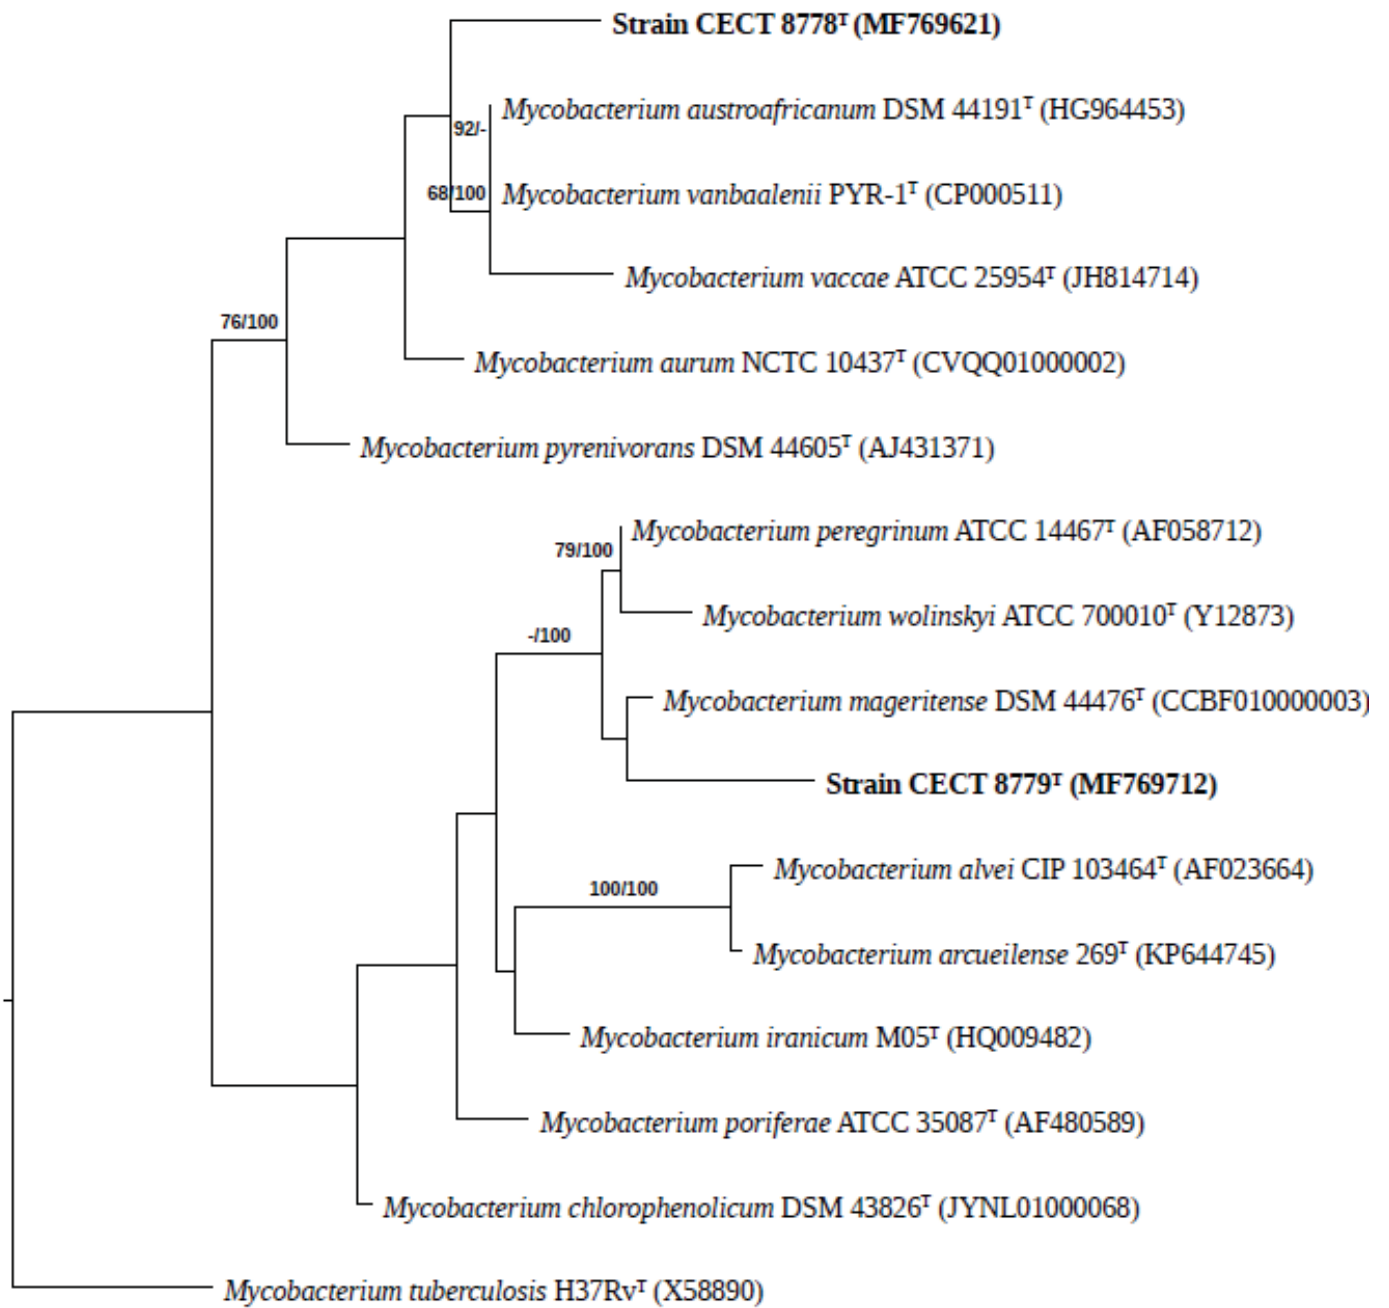 Strain CECT 8778ᵀ (MF769621)
Mycobacterium austroafricanum DSM 44191ᵀ (HG964453)
92/-
68/100
Mycobacterium vanbaalenii PYR-1ᵀ (CP000511)
Mycobacterium vaccae ATCC 25954ᵀ (JH814714)
76/100
Mycobacterium aurum NCTC 10437ᵀ (CVQQ01000002)
Mycobacterium pyrenivorans DSM 44605ᵀ (AJ431371)
Mycobacterium peregrinum ATCC 14467ᵀ (AF058712)
79/100
Mycobacterium wolinskyi ATCC 700010ᵀ (Y12873)
-/100
Mycobacterium mageritense DSM 44476ᵀ (CCBF010000003)
Strain CECT 8779ᵀ (MF769712)
Mycobacterium alvei CIP 103464ᵀ (AF023664)
100/100
Mycobacterium arcueilense 269ᵀ (KP644745)
Mycobacterium iranicum M05ᵀ (HQ009482)
Mycobacterium poriferae ATCC 35087ᵀ (AF480589)
Mycobacterium chlorophenolicum DSM 43826ᵀ (JYNL01000068)
Mycobacterium tuberculosis H37Rvᵀ (X58890)